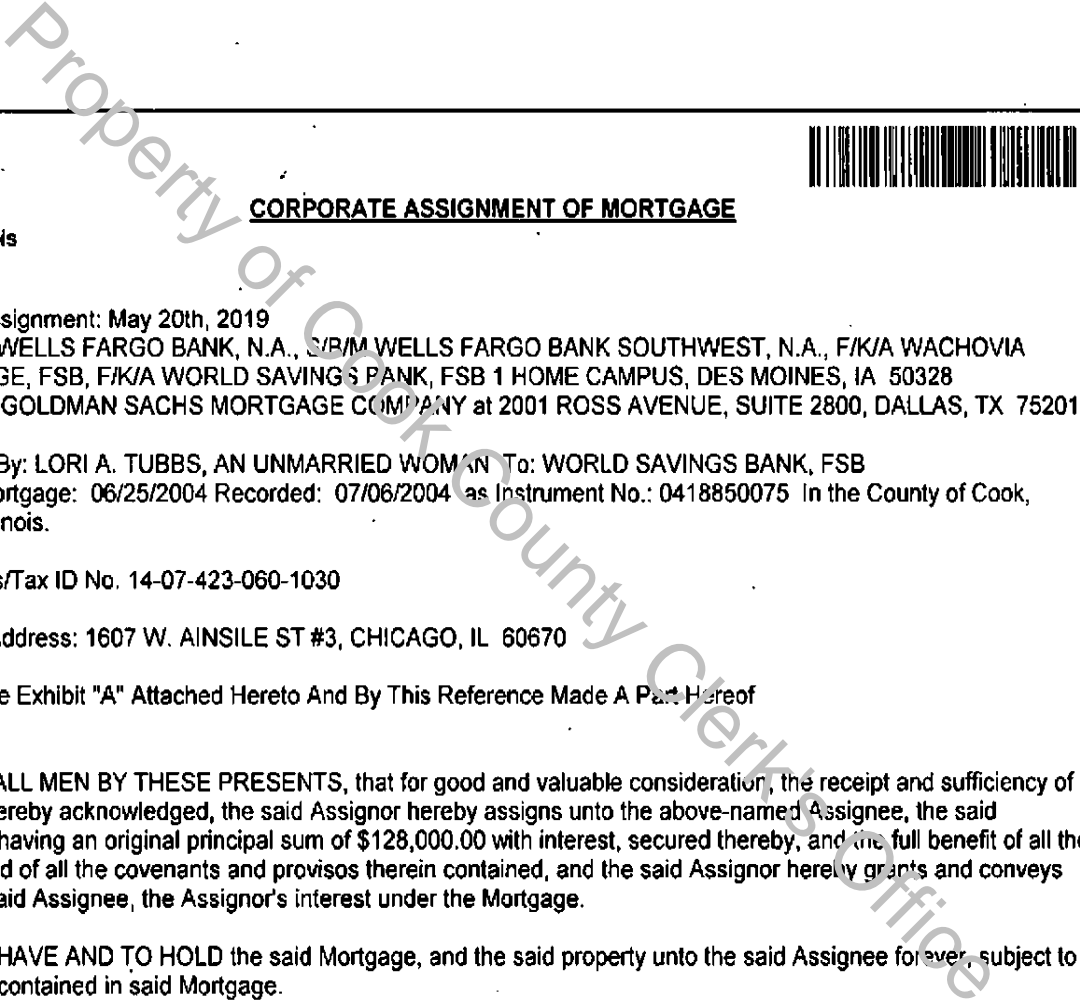 Property of Cook County Clerk's Office
CORPORATE ASSIGNMENT OF MORTGAGE
is
signment: May 20th, 2019
WELLS FARGO BANK, N.A., S/B/M WELLS FARGO BANK SOUTHWEST, N.A., F/K/A WACHOVIA
GE, FSB, F/K/A WORLD SAVINGS BANK, FSB 1 HOME CAMPUS, DES MOINES, IA 50328
GOLDMAN SACHS MORTGAGE COMPANY at 2001 ROSS AVENUE, SUITE 2800, DALLAS, TX 75201
By: LORI A. TUBBS, AN UNMARRIED WOMAN To: WORLD SAVINGS BANK, FSB
ortgage: 06/25/2004 Recorded: 07/06/2004 as Instrument No.: 0418850075 In the County of Cook,
inois.
s/Tax ID No. 14-07-423-060-1030
ddress: 1607 W. AINSILE ST #3, CHICAGO, IL 60670
e Exhibit "A" Attached Hereto And By This Reference Made A Part Hereof
ALL MEN BY THESE PRESENTS, that for good and valuable consideration, the receipt and sufficiency of
ereby acknowledged, the said Assignor hereby assigns unto the above-named Assignee, the said
having an original principal sum of $128,000.00 with interest, secured thereby, and the full benefit of all the
d of all the covenants and provisos therein contained, and the said Assignor hereby grants and conveys
aid Assignee, the Assignor's interest under the Mortgage.
HAVE AND TO HOLD the said Mortgage, and the said property unto the said Assignee forever, subject to
contained in said Mortgage.